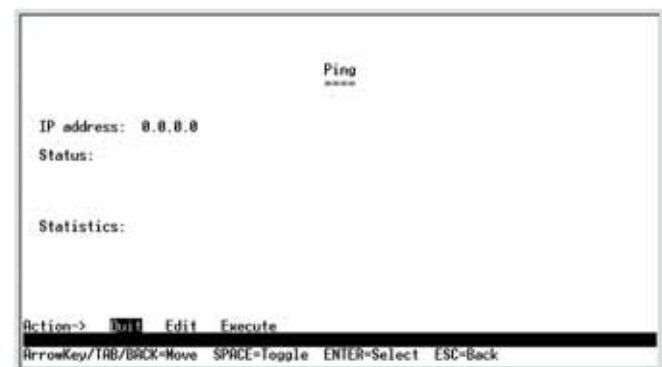 Ping
====
IP address: 0.0.0.0
Status:
Statistics:
Action-> Quit Edit Execute
ArrowKey/TAB/BACK=Move SPACE=Toggle ENTER=Select ESC=Back